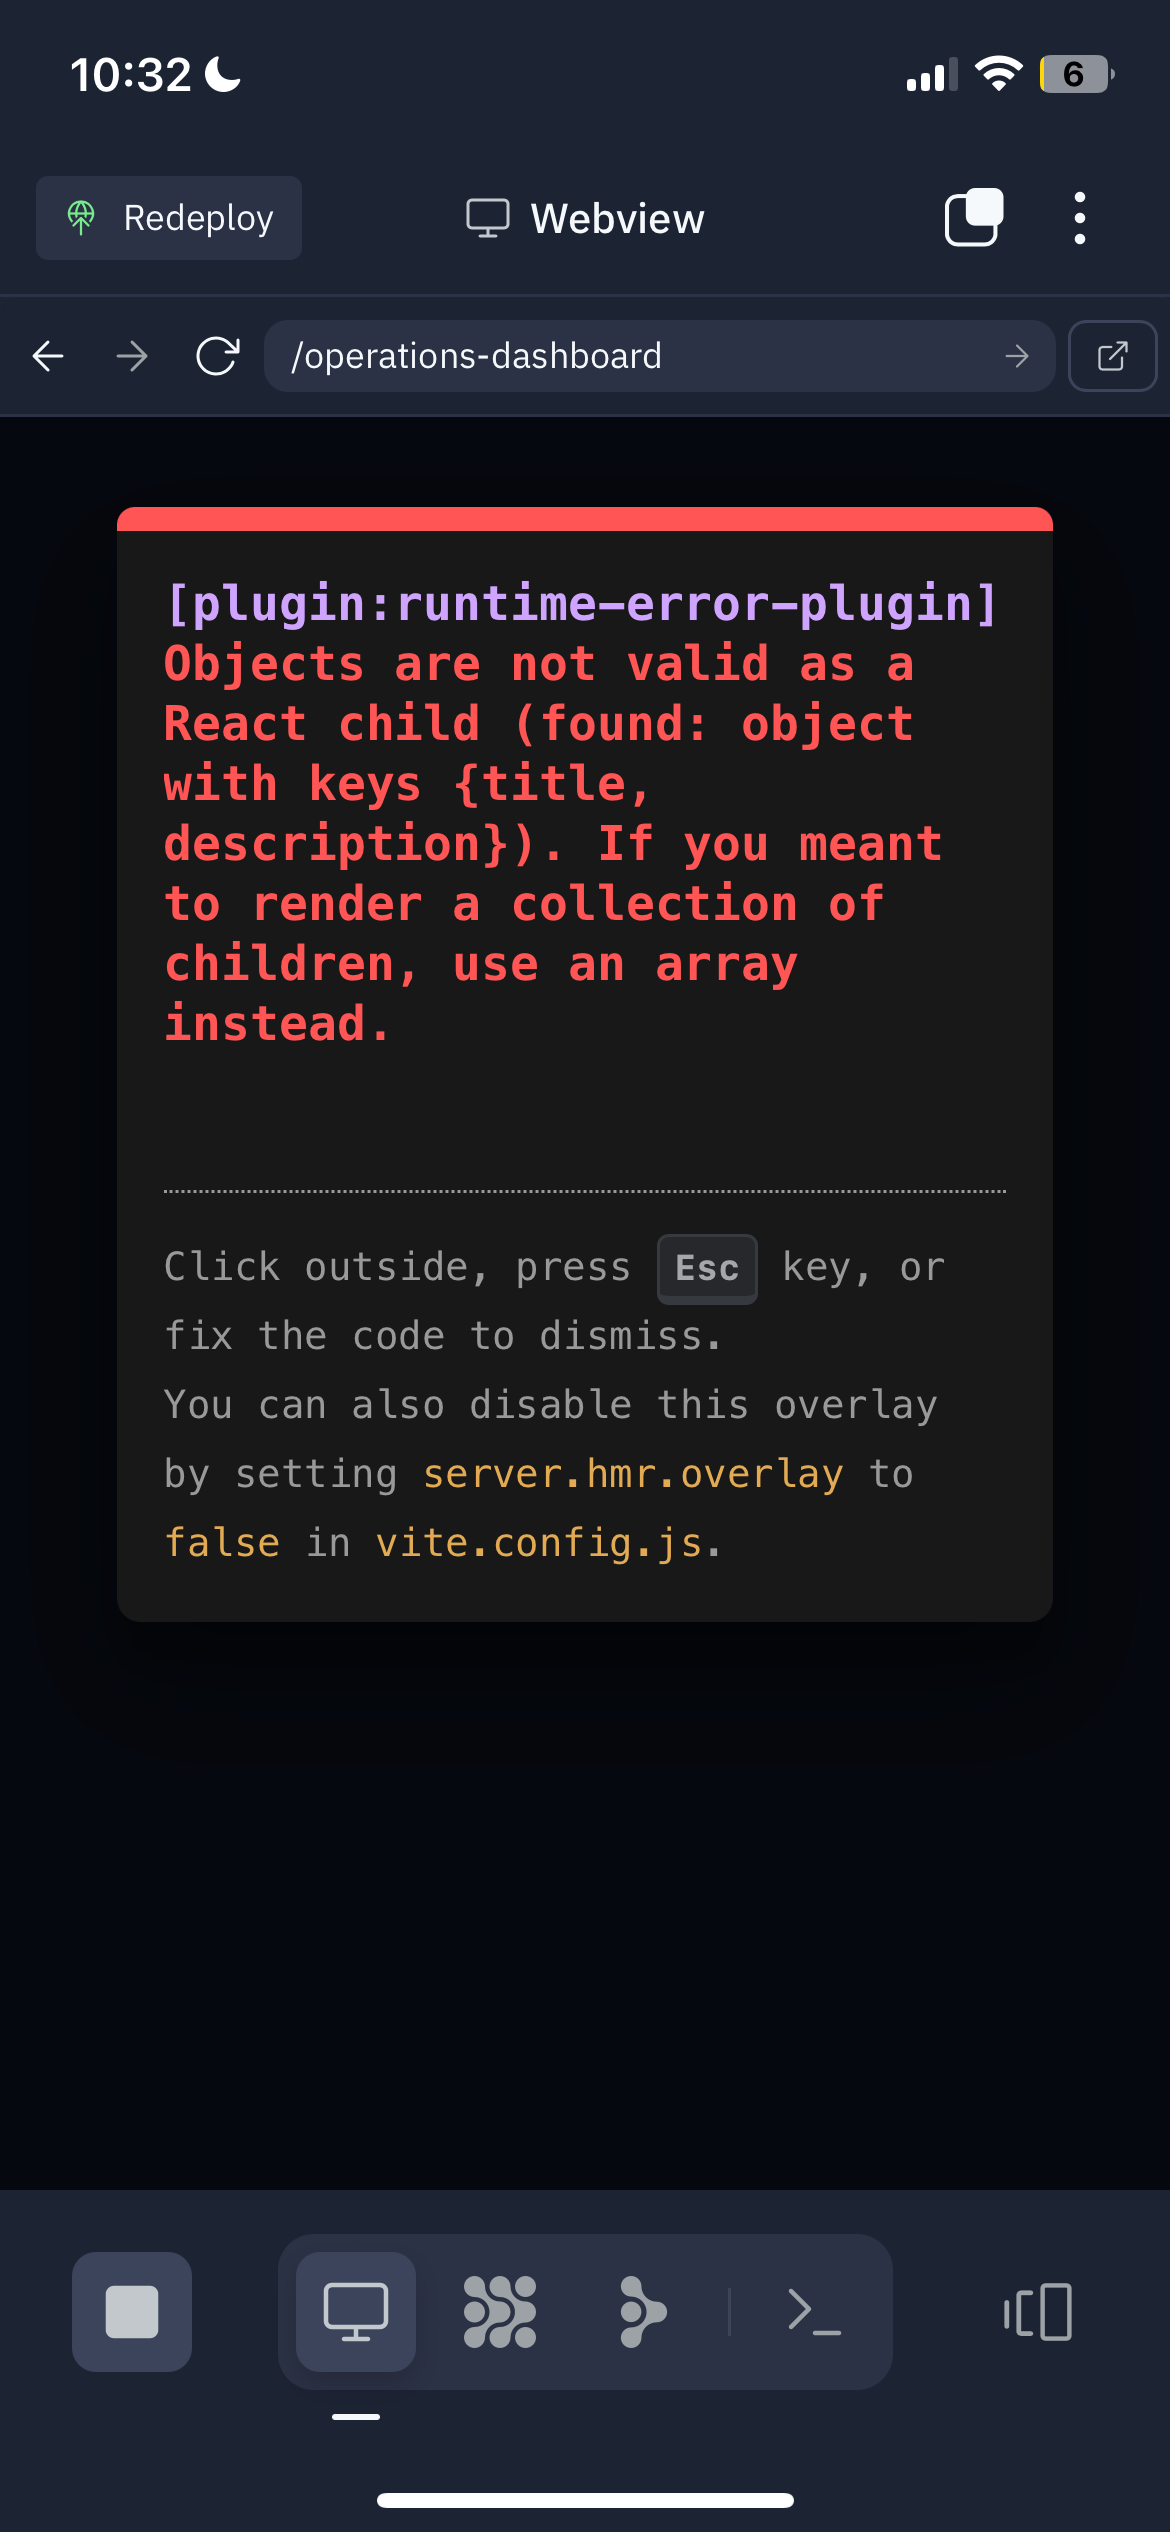 10:32
6
Redeploy
Webview
/operations-dashboard
[plugin:runtime-error-plugin]
Objects are not valid as a
React child (found: object
with keys {title,
description}). If you meant
to render a collection of
children, use an array
instead.
Click outside, press Esc key, or
fix the code to dismiss.
You can also disable this overlay
by setting server.hmr.overlay to
false in vite.config.js.